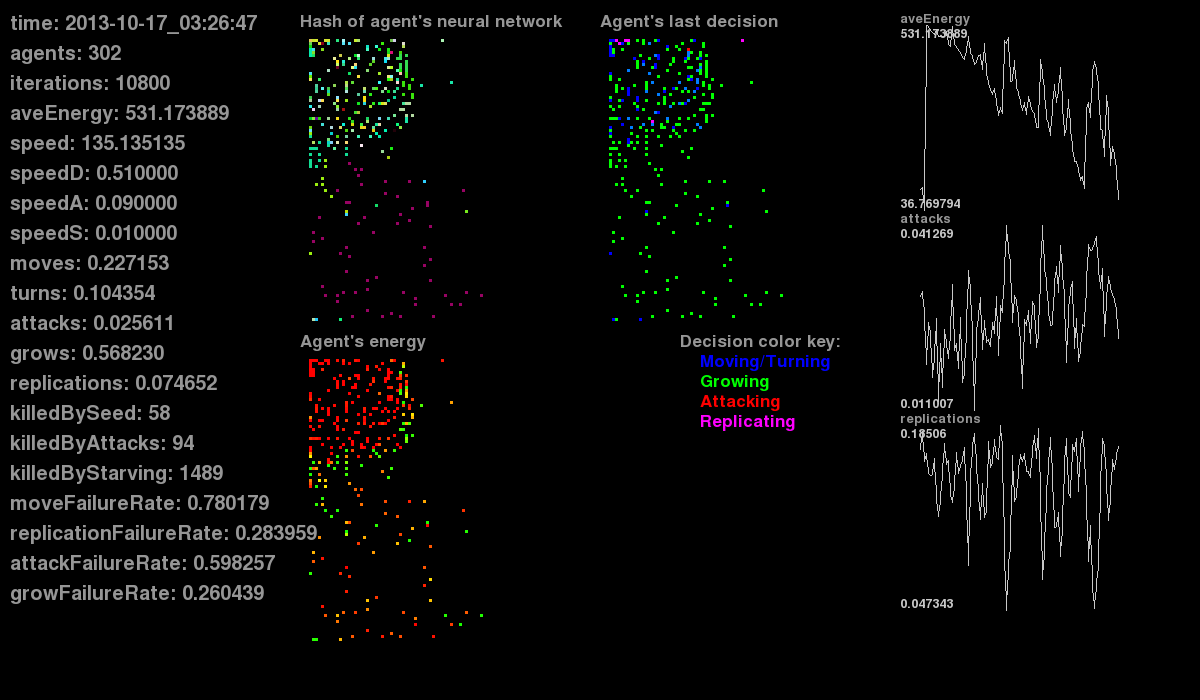 time: 2013-10-17_03:26:47
agents: 302
iterations: 10800
aveEnergy: 531.173889
speed: 135.135135
speedD: 0.510000
speedA: 0.090000
speedS: 0.010000
moves: 0.227153
turns: 0.104354
attacks: 0.025611
grows: 0.568230
replications: 0.074652
killedBySeed: 58
killedByAttacks: 94
killedByStarving: 1489
moveFailureRate: 0.780179
replicationFailureRate: 0.283959
attackFailureRate: 0.598257
growFailureRate: 0.260439
Hash of agent's neural network
Agent's energy
Agent's last decision
Decision color key:
Moving/Turning
Growing
Attacking
Replicating
aveEnergy
531.173889
36.769794
attacks
0.041269
0.011007
replications
0.18506
0.047343